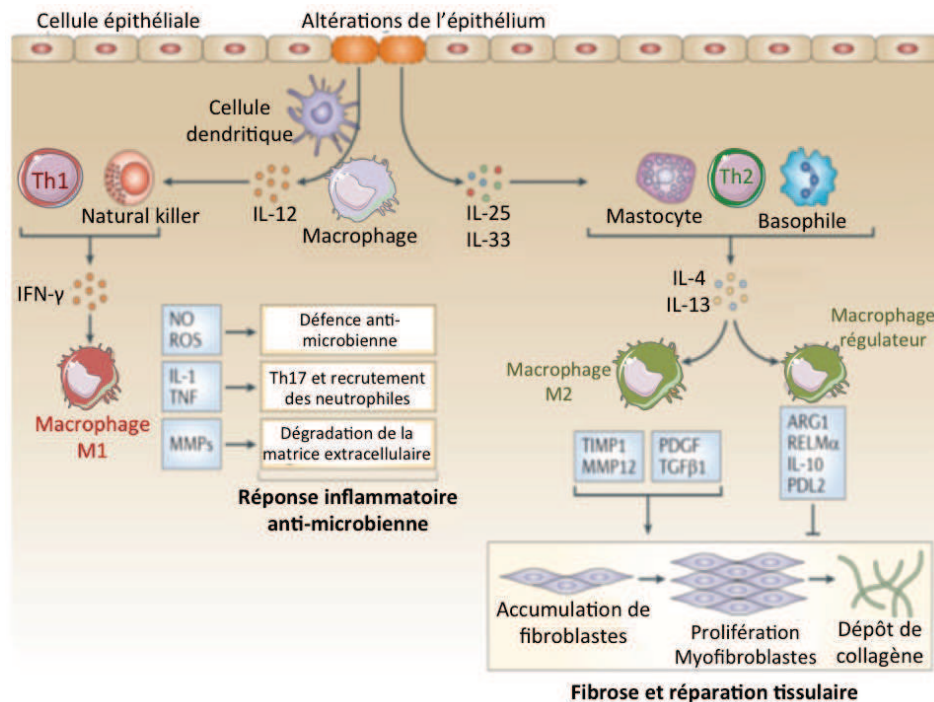 Cellule épithéliale
Altérations de l'épithélium
Cellule
dendritique
Th1
Natural killer
IL-12
Macrophage
IL-25
IL-33
Mastocyte
Th2
Basophile
IFN-γ
Macrophage
M1
NO
ROS
Défence anti-
microbienne
IL-1
TNF
Th17 et recrutement
des neutrophiles
MMPs
Dégradation de la
matrice extracellulaire
Réponse inflammatoire
anti-microbienne
IL-4
IL-13
Macrophage
M2
Macrophage
régulateur
TIMP1
MMP12
PDGF
TGFβ1
ARG1
RELMα
IL-10
PDL2
Accumulation de
fibroblastes
Prolifération
Myofibroblastes
Dépôt de
collagène
Fibrose et réparation tissulaire